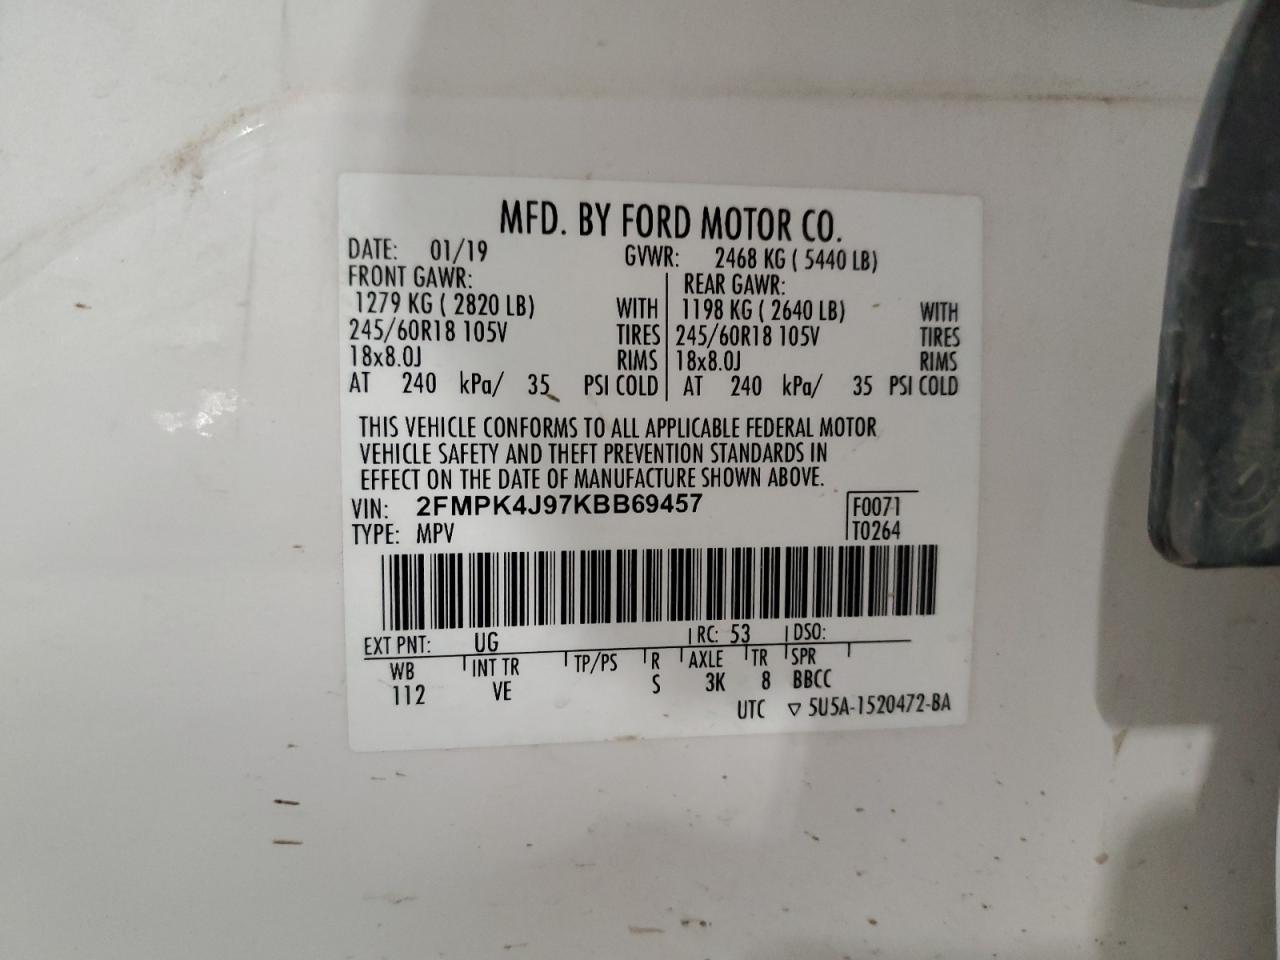 MFD. BY FORD MOTOR CO.
DATE: 01/19 GVWR: 2468 KG ( 5440 LB)
FRONT GAWR: REAR GAWR:
1279 KG ( 2820 LB) WITH 1198 KG ( 2640 LB) WITH
245/60R18 105V TIRES 245/60R18 105V TIRES
18x8.0J RIMS 18x8.0J RIMS
AT 240 kPa/ 35 PSI COLD AT 240 kPa/ 35 PSI COLD
THIS VEHICLE CONFORMS TO ALL APPLICABLE FEDERAL MOTOR
VEHICLE SAFETY AND THEFT PREVENTION STANDARDS IN
EFFECT ON THE DATE OF MANUFACTURE SHOWN ABOVE.
VIN: 2FMPK4J97KBB69457 F0071
TYPE: MPV T0264
EXT PNT: UG RC: 53 DSO:
WB INT TR TP/PS R AXLE TR SPR
112 VE S 3K 8 BBCC
UTC ▽ 5U5A-1520472-BA